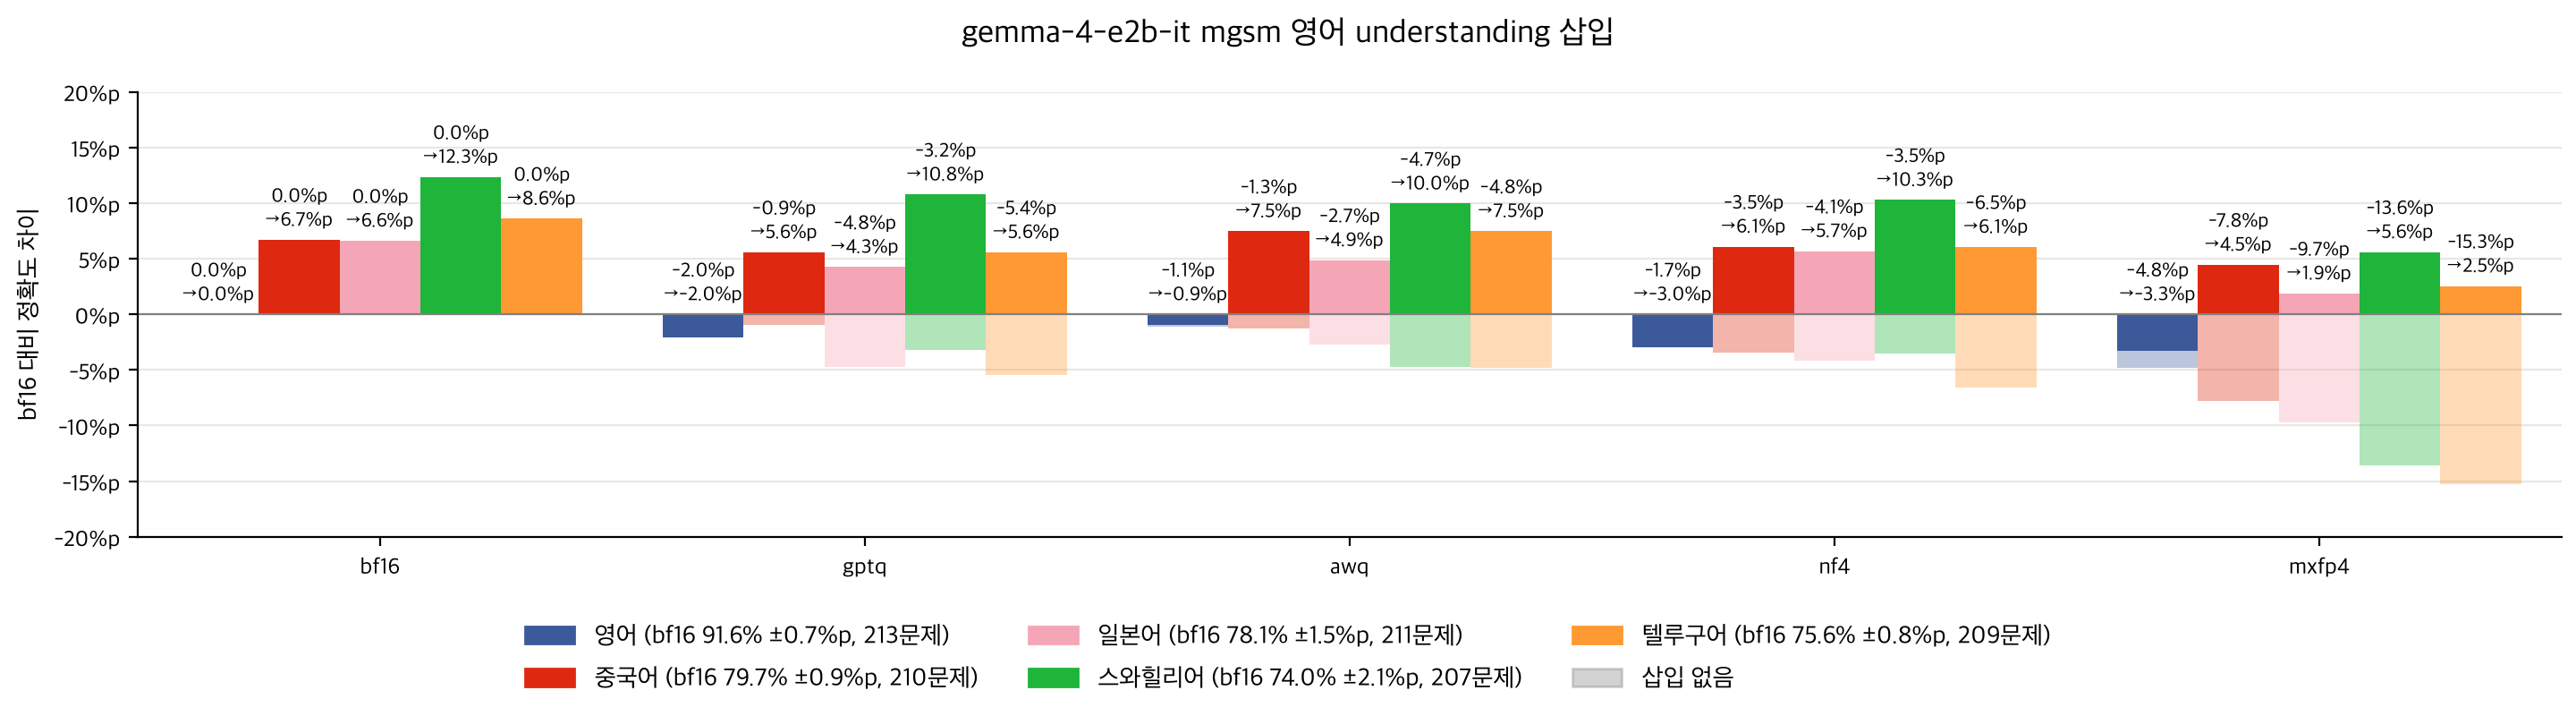 gemma-4-e2b-it mgsm 영어 understanding 삽입
bf16 대비 정확도 차이
20%p
15%p
10%p
5%p
0%p
-5%p
-10%p
-15%p
-20%p
0.0%p
→0.0%p
0.0%p
→6.7%p
0.0%p
→6.6%p
0.0%p
→12.3%p
0.0%p
→8.6%p
-2.0%p
→-2.0%p
-0.9%p
→5.6%p
-4.8%p
→4.3%p
-3.2%p
→10.8%p
-5.4%p
→5.6%p
-1.1%p
→-0.9%p
-1.3%p
→7.5%p
-2.7%p
→4.9%p
-4.7%p
→10.0%p
-4.8%p
→7.5%p
-1.7%p
→-3.0%p
-3.5%p
→6.1%p
-4.1%p
→5.7%p
-3.5%p
→10.3%p
-6.5%p
→6.1%p
-4.8%p
→-3.3%p
-7.8%p
→4.5%p
-9.7%p
→1.9%p
-13.6%p
→5.6%p
-15.3%p
→2.5%p
bf16
gptq
awq
nf4
mxfp4
영어 (bf16 91.6% ±0.7%p, 213문제)
중국어 (bf16 79.7% ±0.9%p, 210문제)
일본어 (bf16 78.1% ±1.5%p, 211문제)
스와힐리어 (bf16 74.0% ±2.1%p, 207문제)
텔루구어 (bf16 75.6% ±0.8%p, 209문제)
삽입 없음